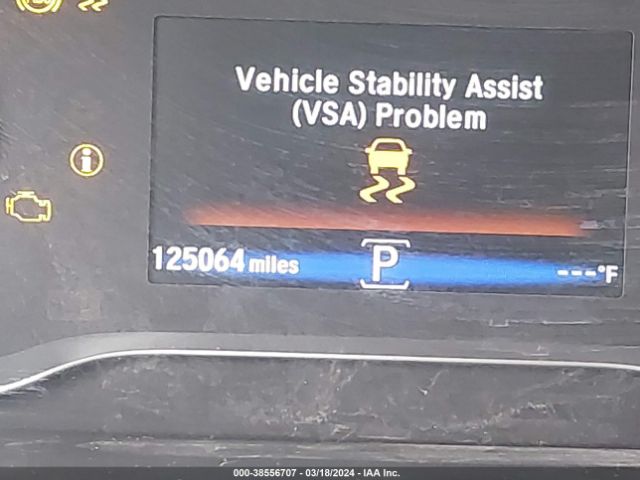 Vehicle Stability Assist
(VSA) Problem
i
125064 miles P ---°F
000-38556707 - 03/18/2024 - IAA Inc.